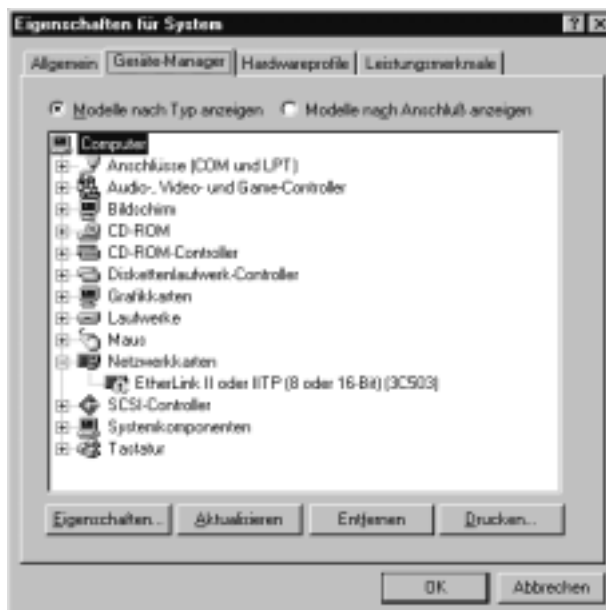 Eigenschaften für System
Allgemein Geräte-Manager Hardwareprofile Leistungsmerkmale
Modelle nach Typ anzeigen Modelle nach Anschluß anzeigen
Computer
Anschlüsse (COM und LPT)
Audio-, Video- und Game-Controller
Bildschirm
CD-ROM
CD-ROM-Controller
Diskettenlaufwerk-Controller
Grafikkarten
Laufwerke
Maus
Netzwerkkarten
EtherLink II oder IITP (8 oder 16-Bit) (3C503)
SCSI-Controller
Systemkomponenten
Tastatur
Eigenschaften... Aktualisieren Entfernen Drucken...
OK Abbrechen